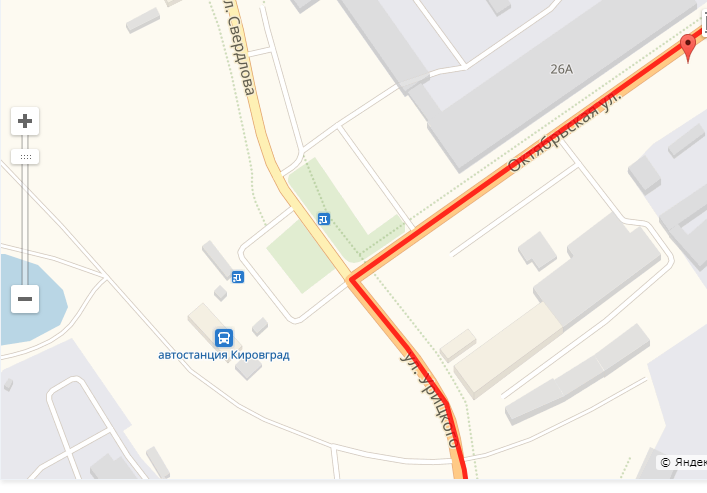 ул. Свердлова
26А
Октябрьская ул.
автостанция Кировград
ул. Урицкого
© Яндек